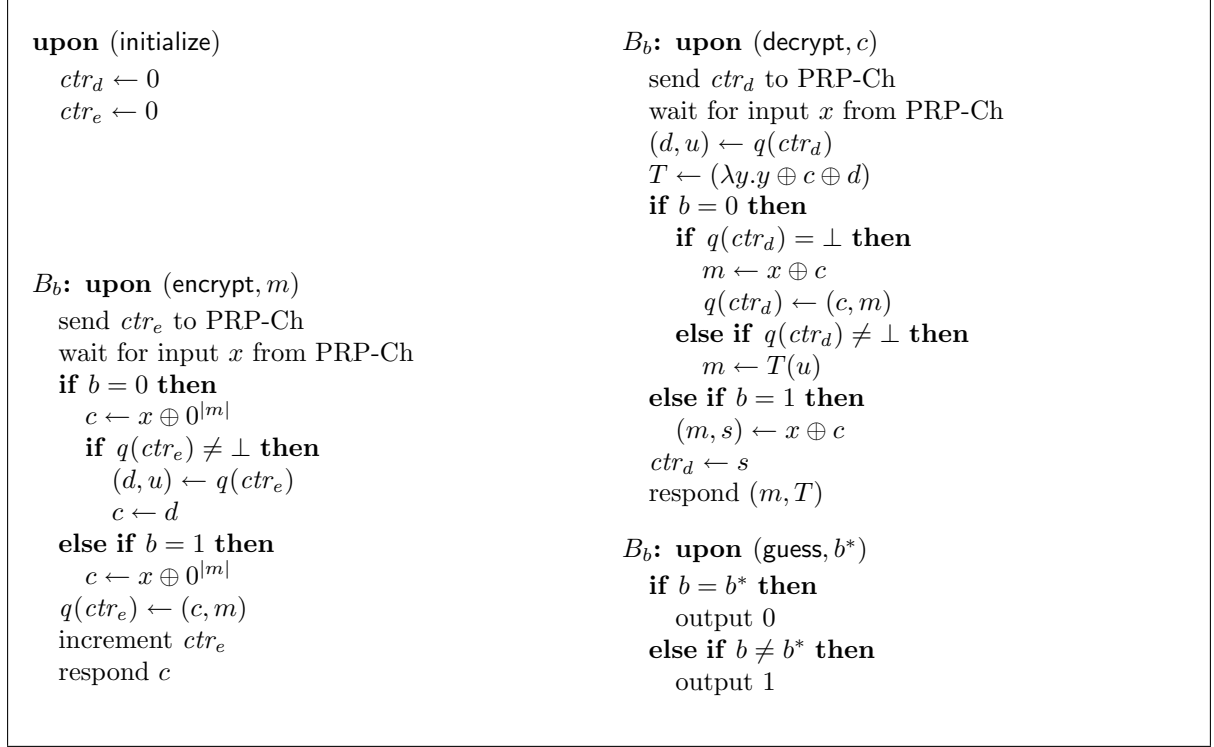 upon (initialize)
ctr_d ← 0
ctr_e ← 0
B_b: upon (encrypt, m)
send ctr_e to PRP-Ch
wait for input x from PRP-Ch
if b = 0 then
c ← x ⊕ 0^{|m|}
if q(ctr_e) ≠ ⊥ then
(d, u) ← q(ctr_e)
c ← d
else if b = 1 then
c ← x ⊕ 0^{|m|}
q(ctr_e) ← (c, m)
increment ctr_e
respond c
B_b: upon (decrypt, c)
send ctr_d to PRP-Ch
wait for input x from PRP-Ch
(d, u) ← q(ctr_d)
T ← (λy.y ⊕ c ⊕ d)
if b = 0 then
if q(ctr_d) = ⊥ then
m ← x ⊕ c
q(ctr_d) ← (c, m)
else if q(ctr_d) ≠ ⊥ then
m ← T(u)
else if b = 1 then
(m, s) ← x ⊕ c
ctr_d ← s
respond (m, T)
B_b: upon (guess, b*)
if b = b* then
output 0
else if b ≠ b* then
output 1